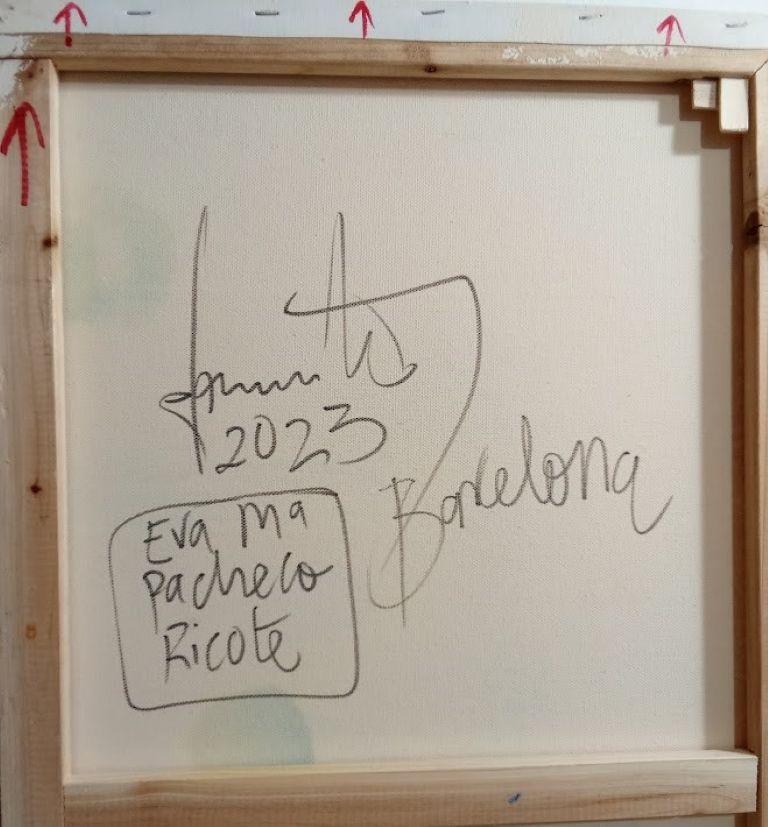 2023
Barcelona
Eva Mª
Pacheco
Ricote